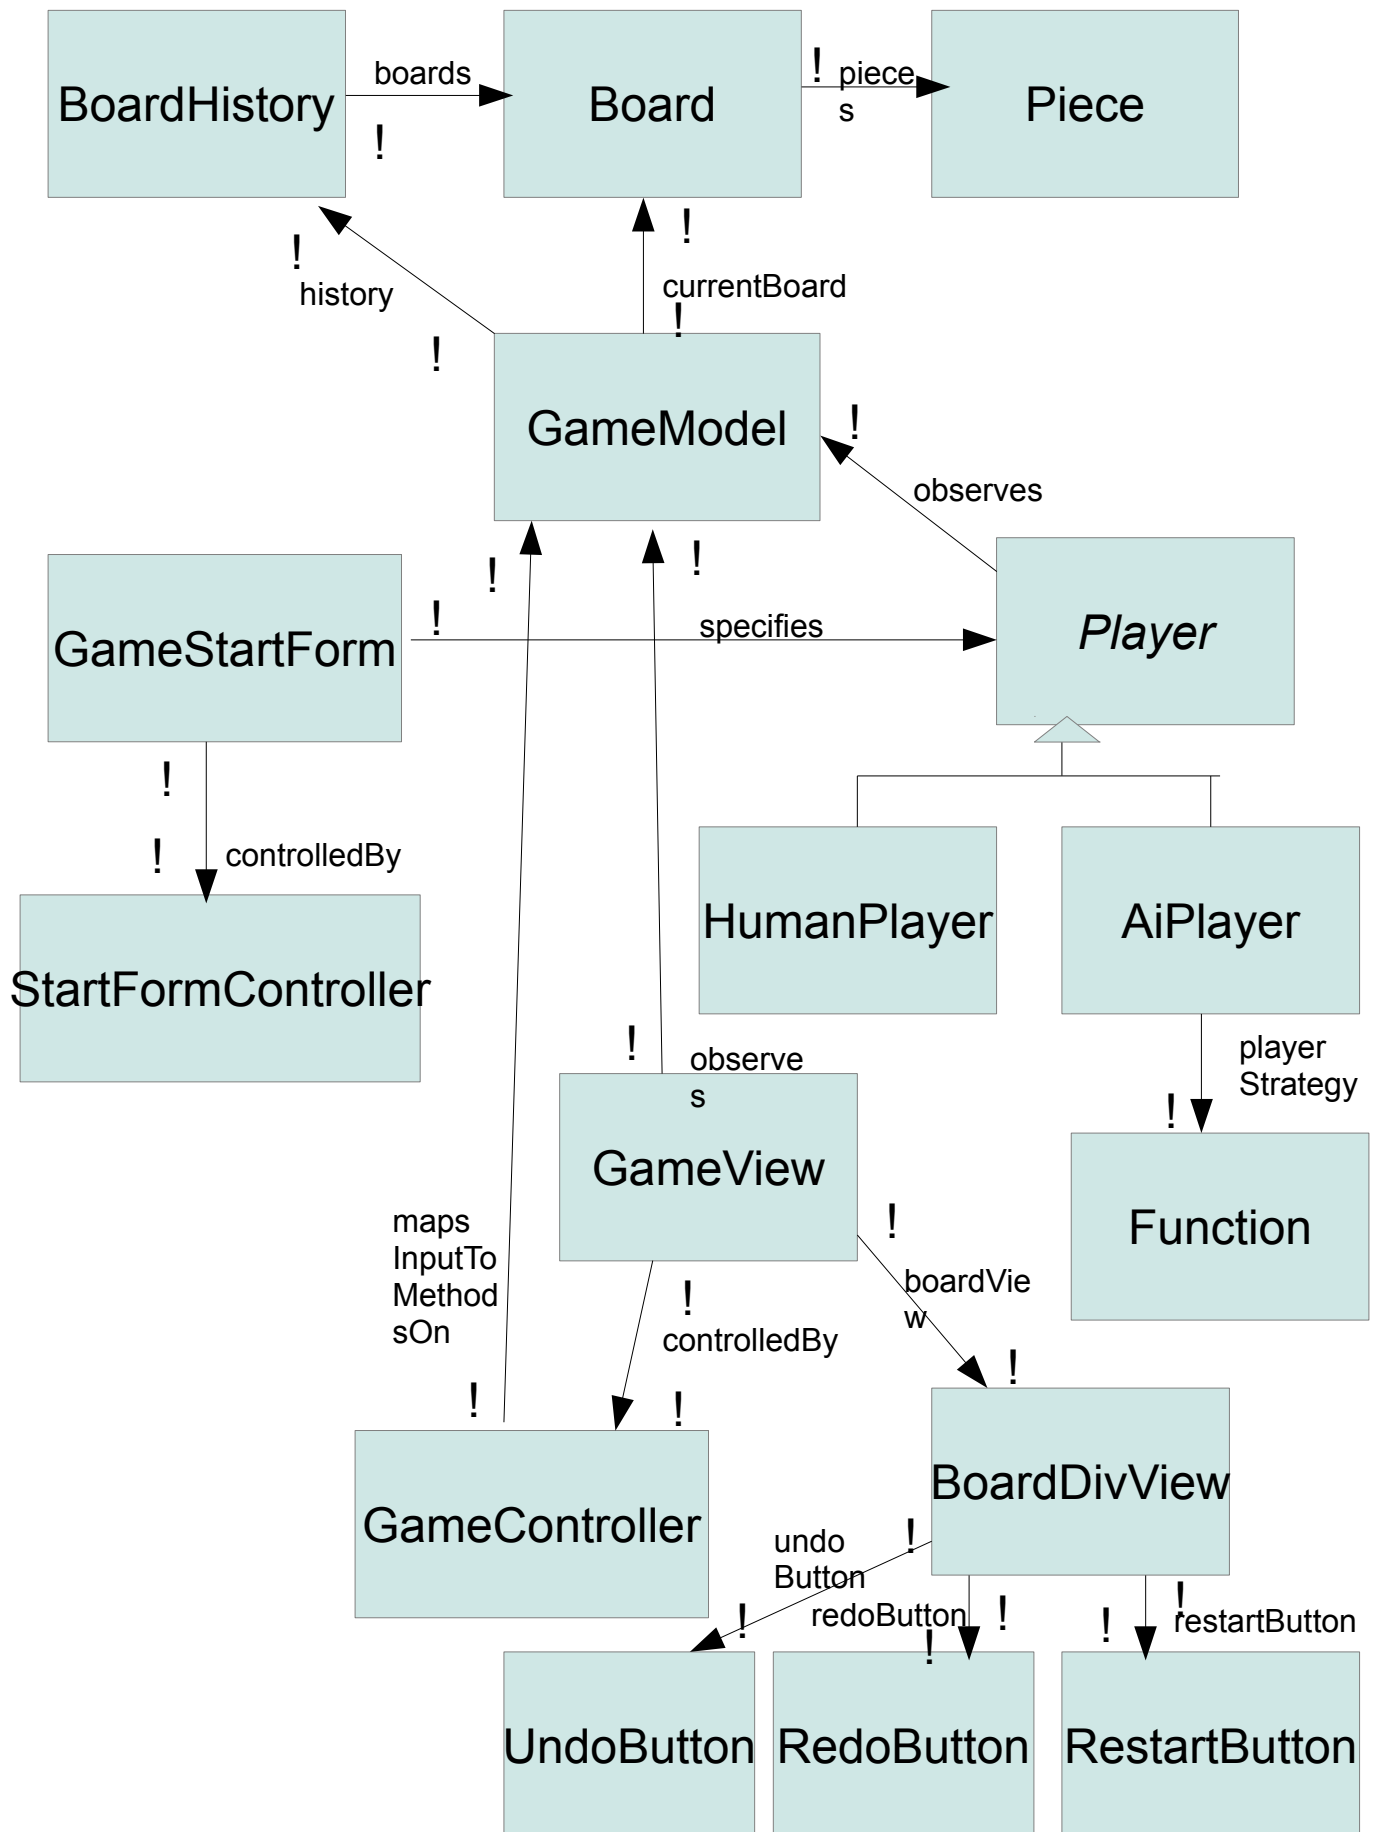 boards
!
piece
s
BoardHistory
Board
Piece
!
!
!
history
currentBoard
!
!
GameModel
!
observes
!
!
!
specifies
GameStartForm
Player
!
!
controlledBy
HumanPlayer
AiPlayer
StartFormController
!
observe
s
player
Strategy
!
GameView
maps
InputTo
Method
sOn
!
Function
boardVie
w
!
controlledBy
!
!
!
BoardDivView
GameController
!
undo
Button
!
redoButton
!
!
!
!
restartButton
!
UndoButton
RedoButton
RestartButton